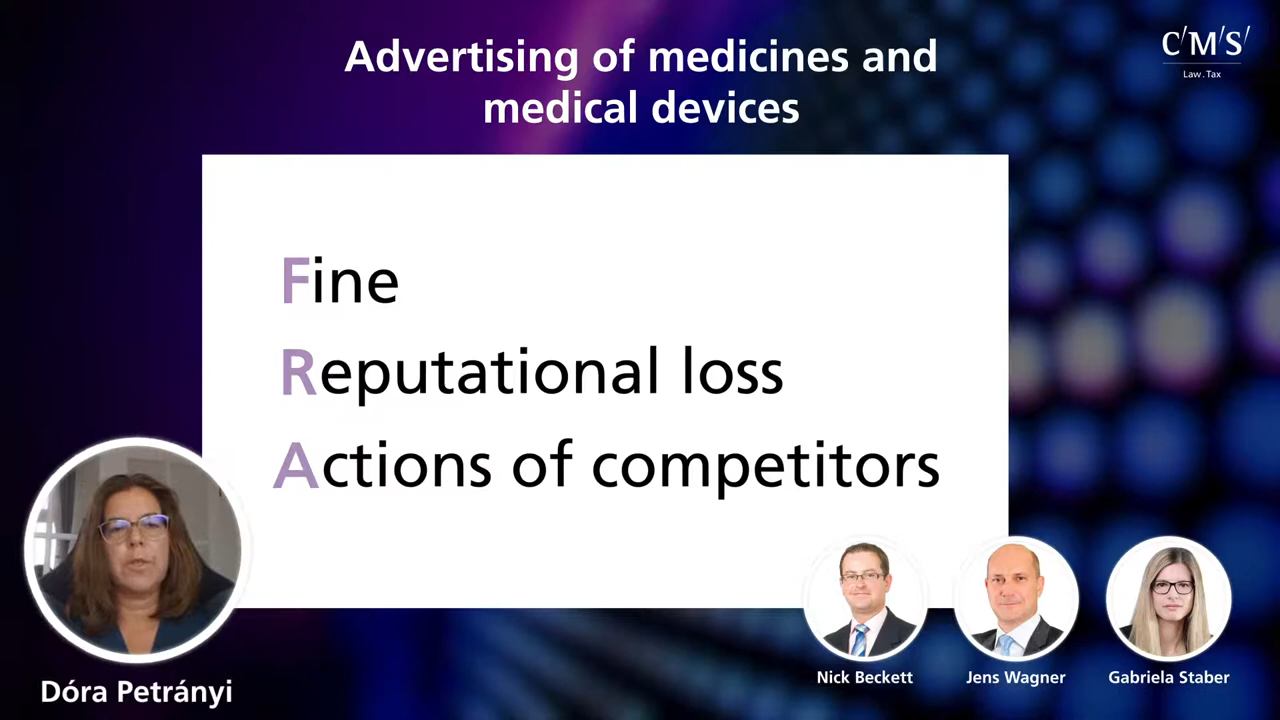 Advertising of medicines and
medical devices
C/M/S/
Law.Tax
Fine
Reputational loss
Actions of competitors
Dóra Petrányi
Nick Beckett
Jens Wagner
Gabriela Staber